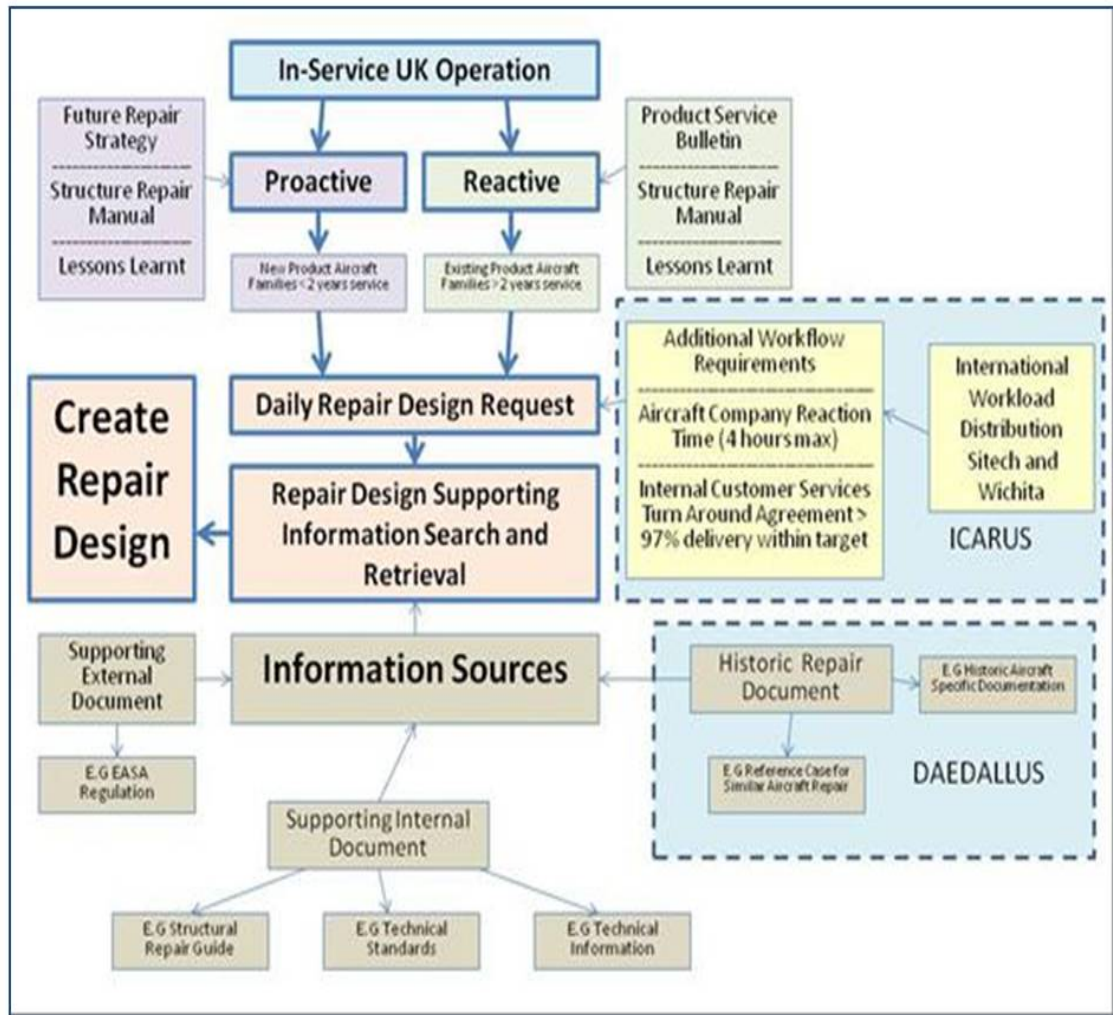 In-Service UK Operation
Future Repair
Strategy
Structure Repair
Manual
Lessons Learnt
Proactive
Reactive
Product Service
Bulletin
Structure Repair
Manual
Lessons Learnt
New Product Aircraft
Families < 2 years service
Existing Product Aircraft
Families > 2 years service
Additional Workflow
Requirements
Aircraft Company Reaction
Time (4 hours max)
Internal Customer Services
Turn Around Agreement >
97% delivery within target
International
Workload
Distribution
Sitech and
Wichita
ICARUS
Daily Repair Design Request
Create
Repair
Design
Repair Design Supporting
Information Search and
Retrieval
Supporting
External
Document
Information Sources
Historic Repair
Document
E.G Historic Aircraft
Specific Documentation
E.G EASA
Regulation
E.G Reference Case for
Similar Aircraft Repair
DAEDALLUS
Supporting Internal
Document
E.G Structural
Repair Guide
E.G Technical
Standards
E.G Technical
Information